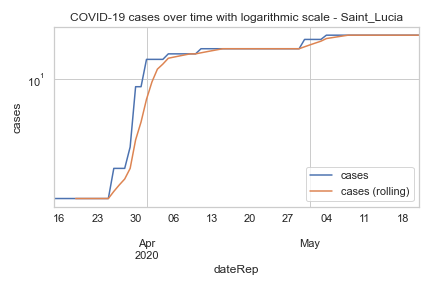 COVID-19 cases over time with logarithmic scale - Saint_Lucia
10¹
cases
cases
cases (rolling)
16 23 30 06 13 20 27 04 11 18
Apr May
2020
dateRep